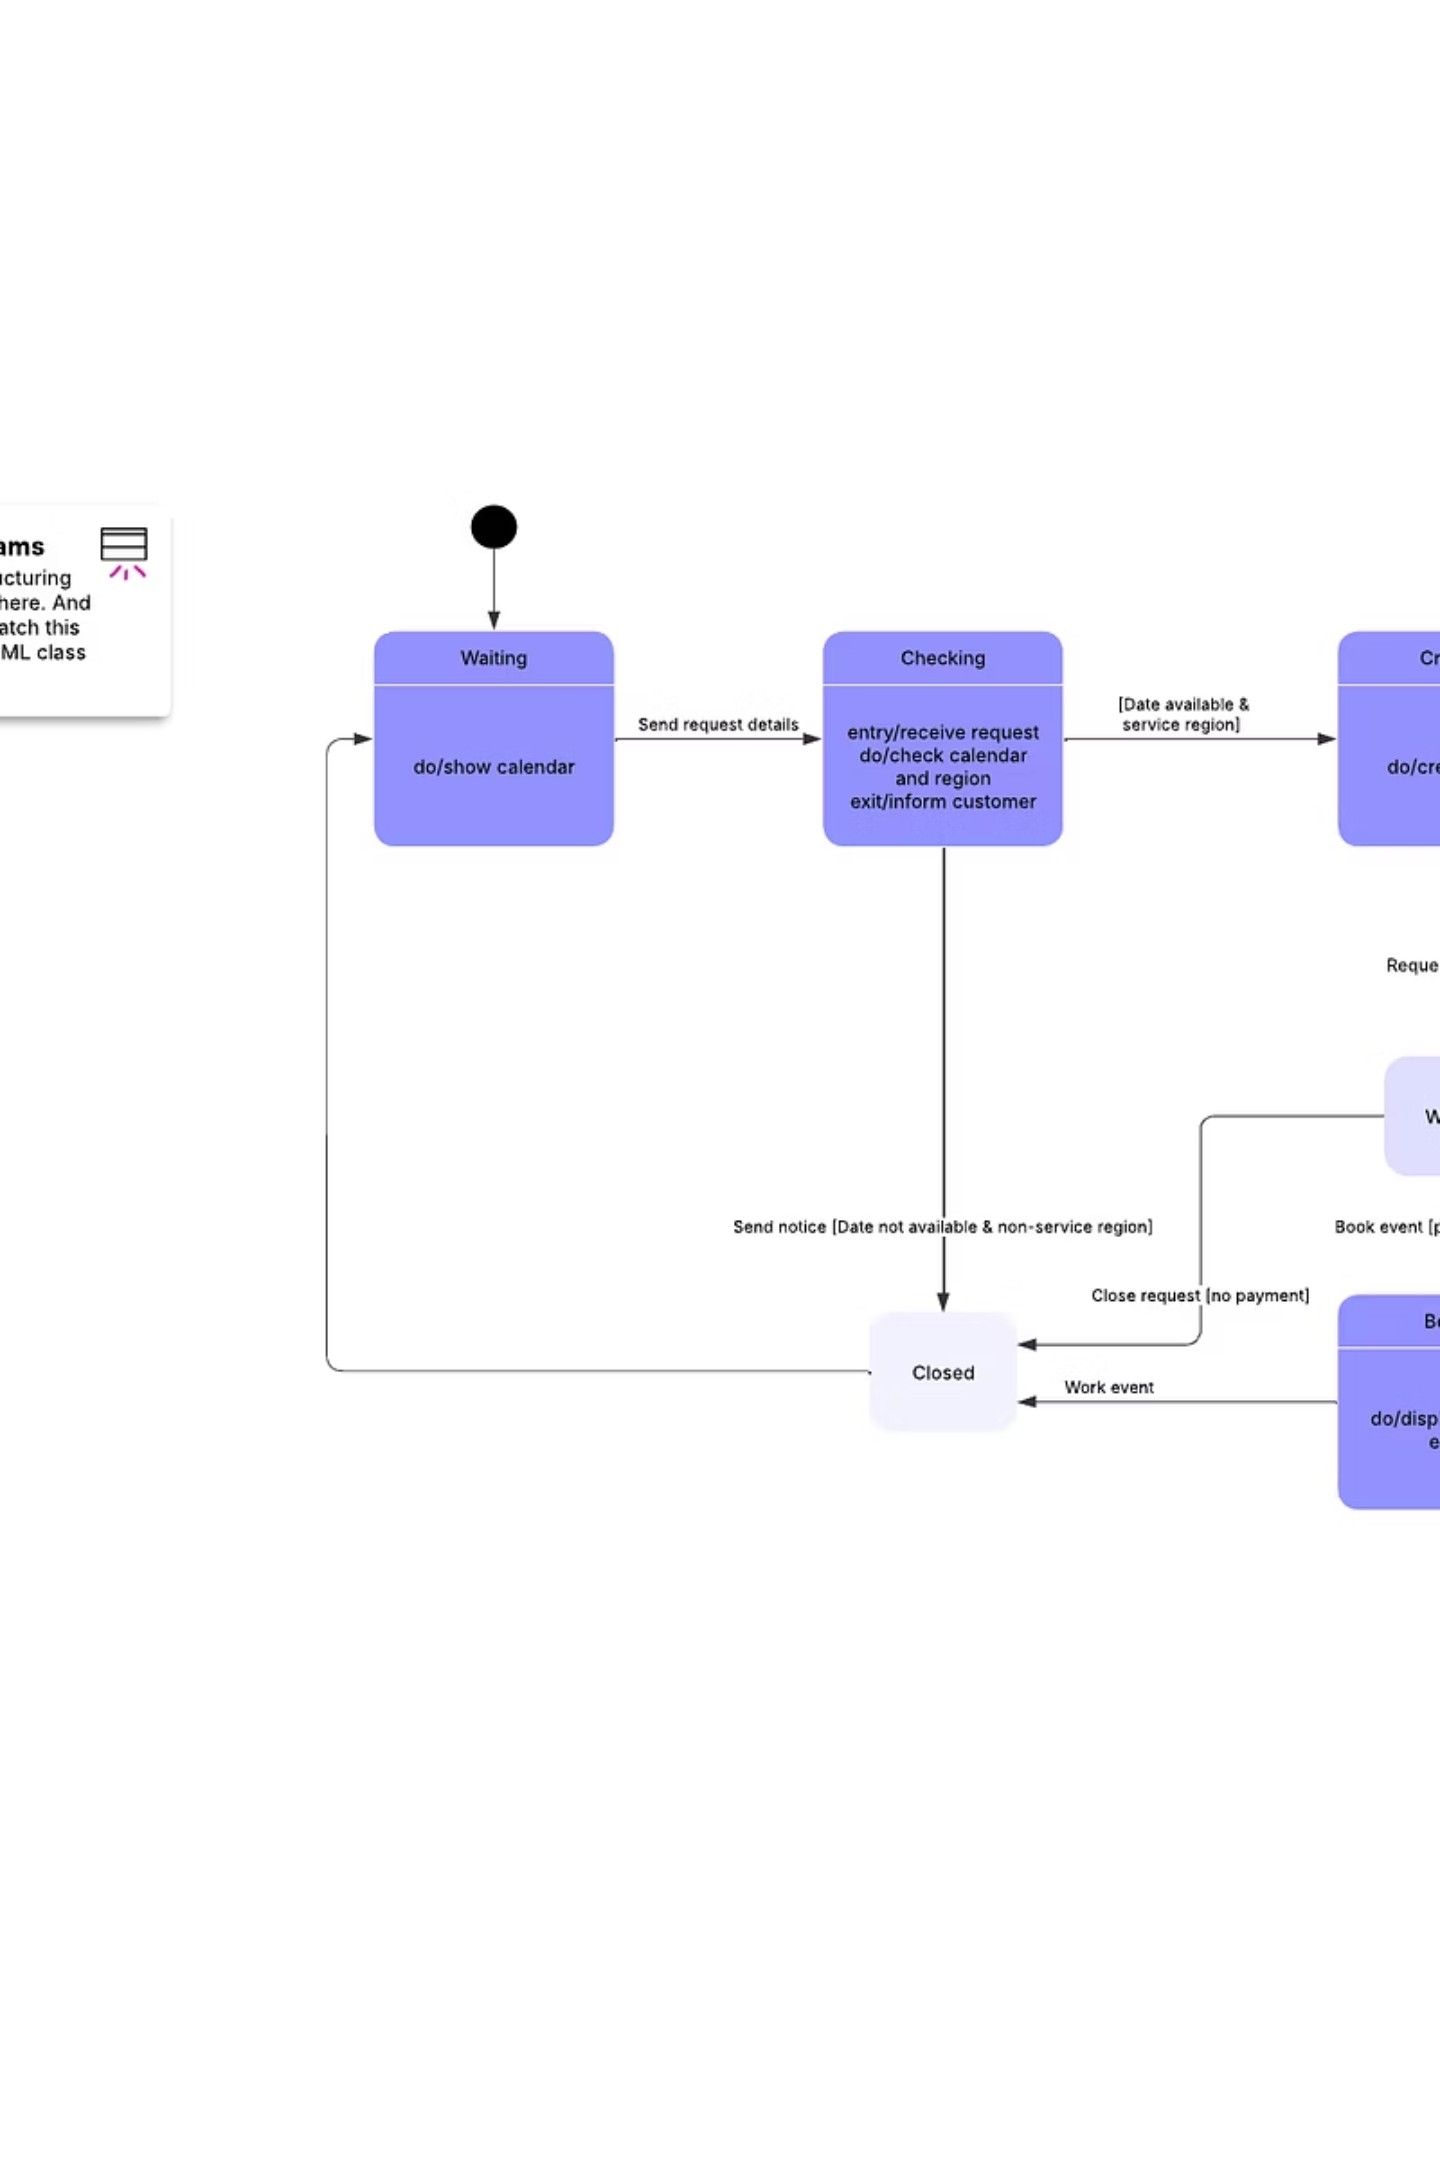 ams
ucturing
here. And
atch this
ML class
Waiting
do/show calendar
Send request details
Checking
entry/receive request
do/check calendar
and region
exit/inform customer
[Date available &
service region]
Cr
do/cre
Reque
W
Send notice [Date not available & non-service region]
Book event [p
Close request [no payment]
Closed
Work event
Be
do/disp
e